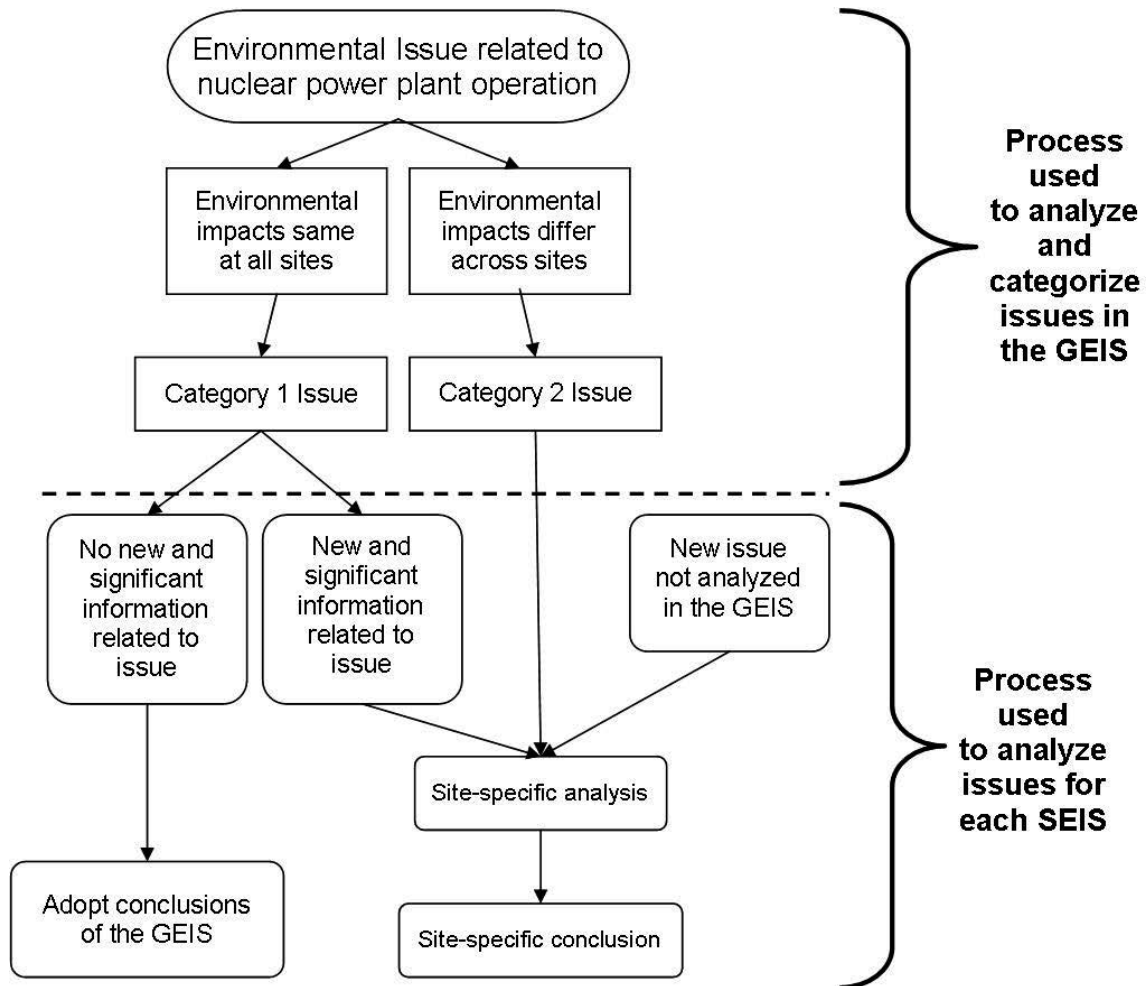 Environmental Issue related to
nuclear power plant operation
Environmental
impacts same
at all sites
Environmental
impacts differ
across sites
Category 1 Issue
Category 2 Issue
Process
used
to analyze
and
categorize
issues in
the GEIS
No new and
significant
information
related to
issue
New and
significant
information
related to
issue
New issue
not analyzed
in the GEIS
Site-specific analysis
Adopt conclusions
of the GEIS
Site-specific conclusion
Process
used
to analyze
issues for
each SEIS